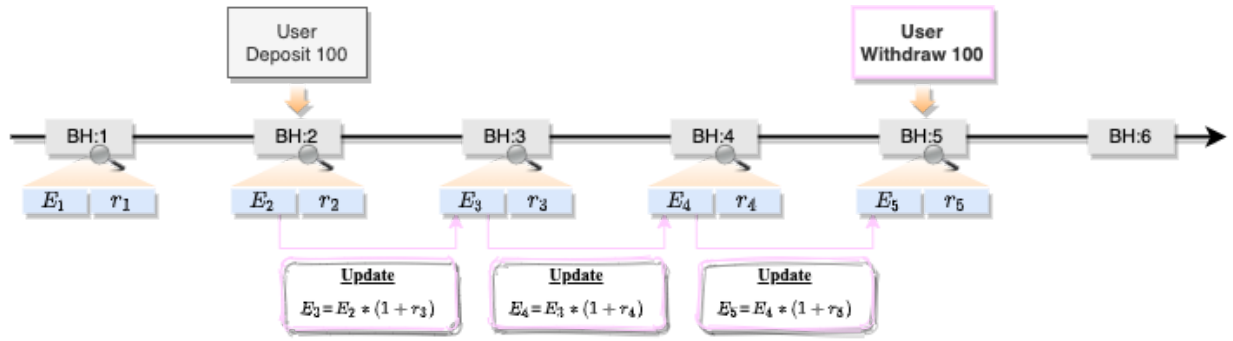 User
Deposit 100
User
Withdraw 100
BH:1
BH:2
BH:3
BH:4
BH:5
BH:6
E₁ r₁
E₂ r₂
E₃ r₃
E₄ r₄
E₅ r₅
Update
E₃=E₂*(1+r₃)
Update
E₄=E₃*(1+r₄)
Update
E₅=E₄*(1+r₅)